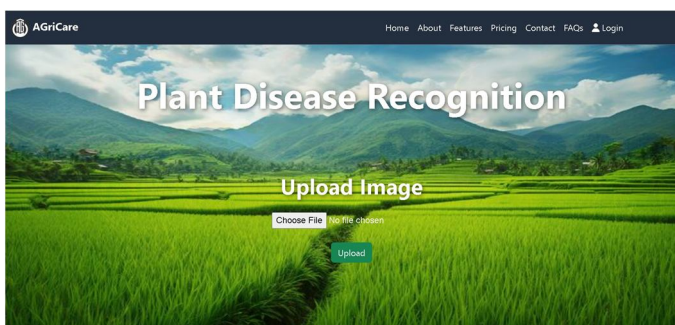 AGriCare
Home About Features Pricing Contact FAQs Login
Plant Disease Recognition
Upload Image
Choose File No file chosen
Upload